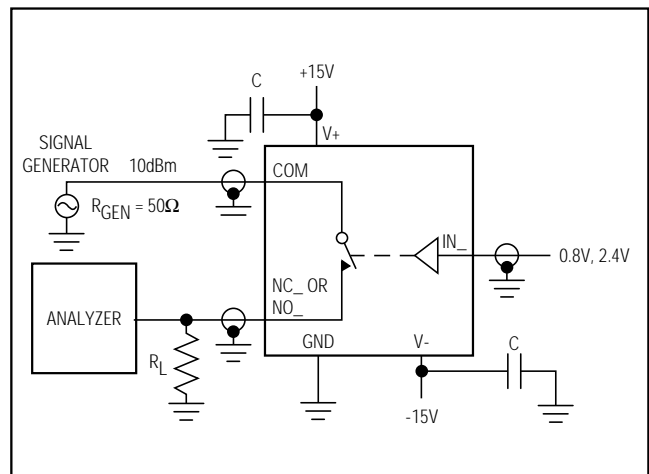 +15V
C
V+
SIGNAL
GENERATOR
10dBm
COM
R_GEN = 50Ω
IN_
0.8V, 2.4V
NC_ OR
NO_
ANALYZER
GND
V-
C
R_L
-15V